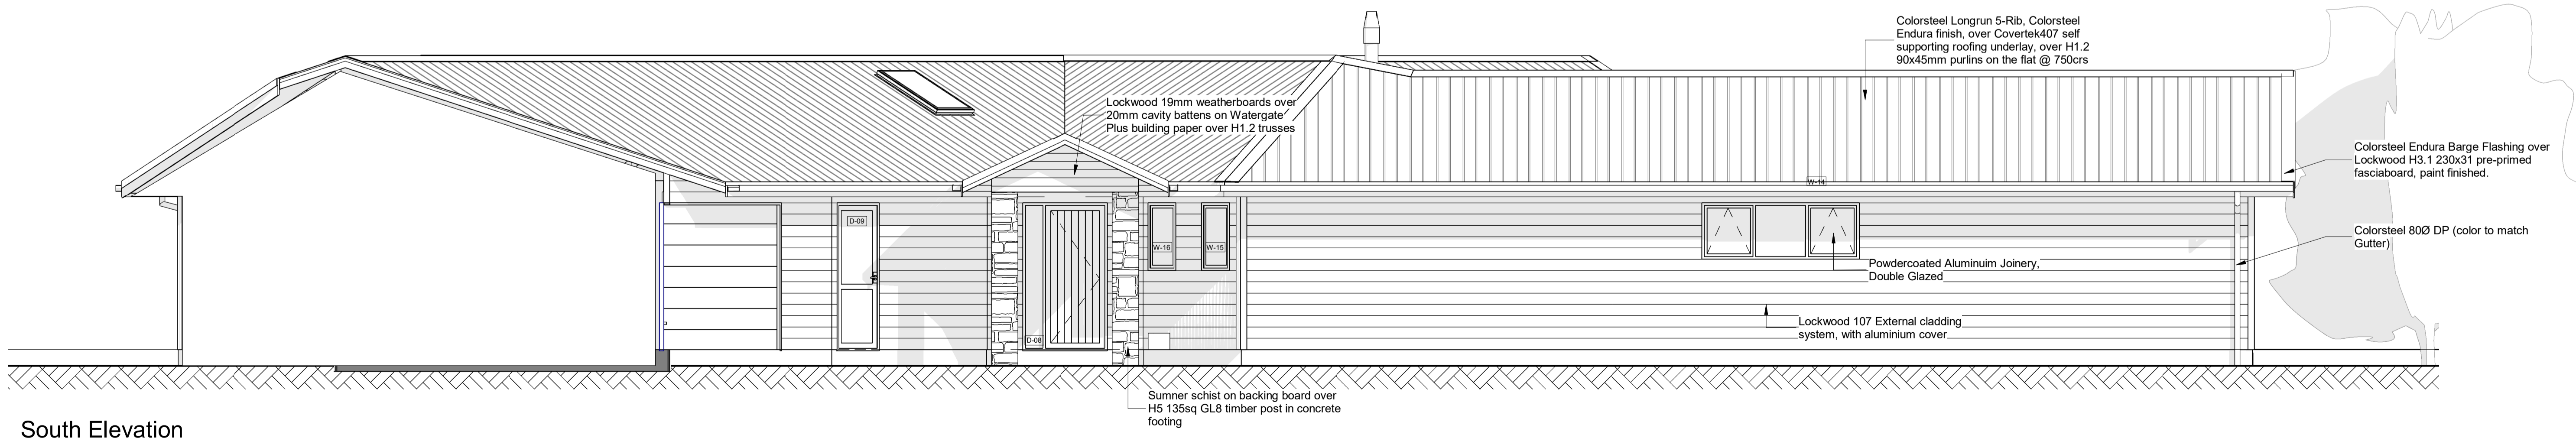 Colorsteel Longrun 5-Rib, Colorsteel
Endura finish, over Covertek407 self
supporting roofing underlay, over H1.2
90x45mm purlins on the flat @ 750crs
Lockwood 19mm weatherboards over
20mm cavity battens on Watergate
Plus building paper over H1.2 trusses
Colorsteel Endura Barge Flashing over
Lockwood H3.1 230x31 pre-primed
fasciaboard, paint finished.
W-14
D-09
W-16
W-15
Colorsteel 80Ø DP (color to match
Gutter)
Powdercoated Aluminuim Joinery,
Double Glazed
Lockwood 107 External cladding
system, with aluminium cover
D-08
Sumner schist on backing board over
H5 135sq GL8 timber post in concrete
footing
South Elevation